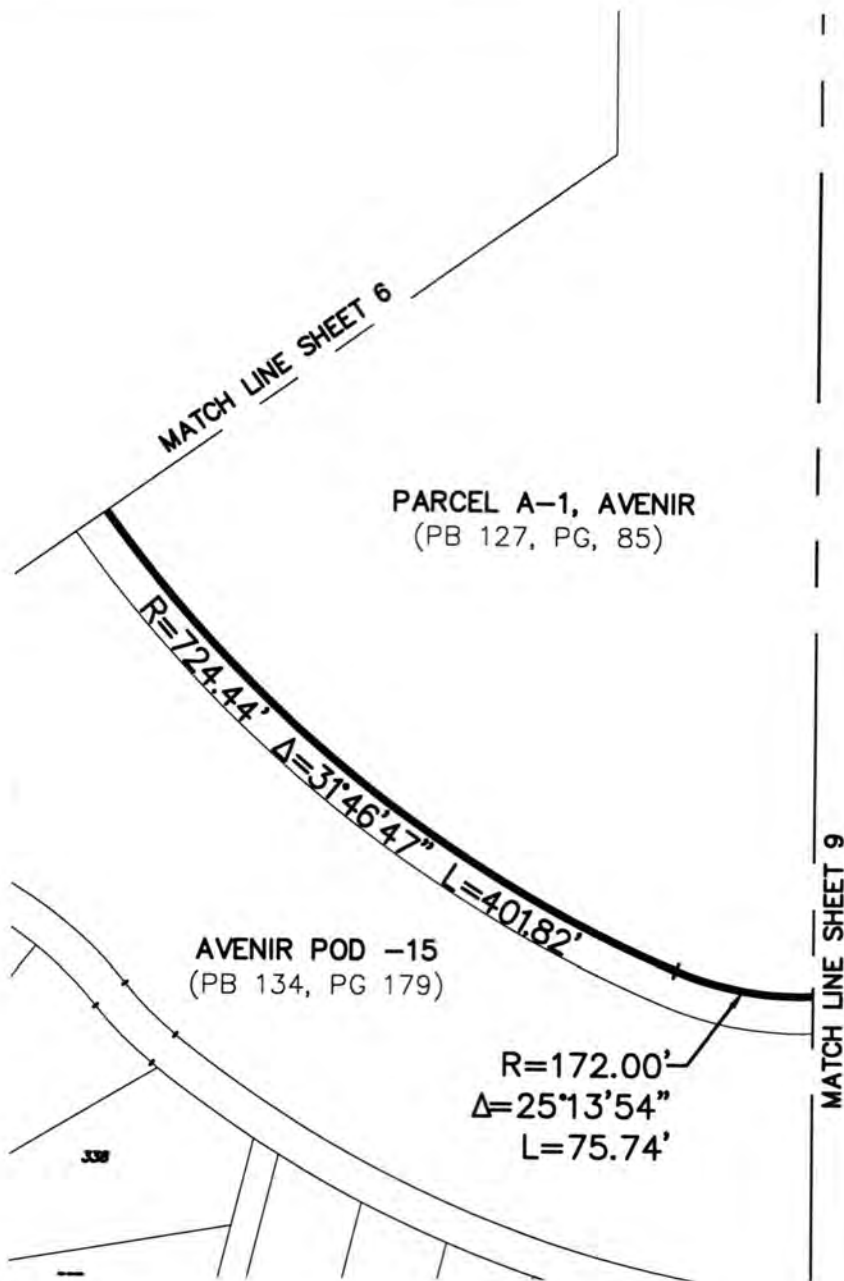 MATCH LINE SHEET 6
PARCEL A-1, AVENIR
(PB 127, PG, 85)
R=724.44' Δ=31°46'47" L=401.82'
AVENIR POD -15
(PB 134, PG 179)
R=172.00'
Δ=25°13'54"
L=75.74'
MATCH LINE SHEET 9
338